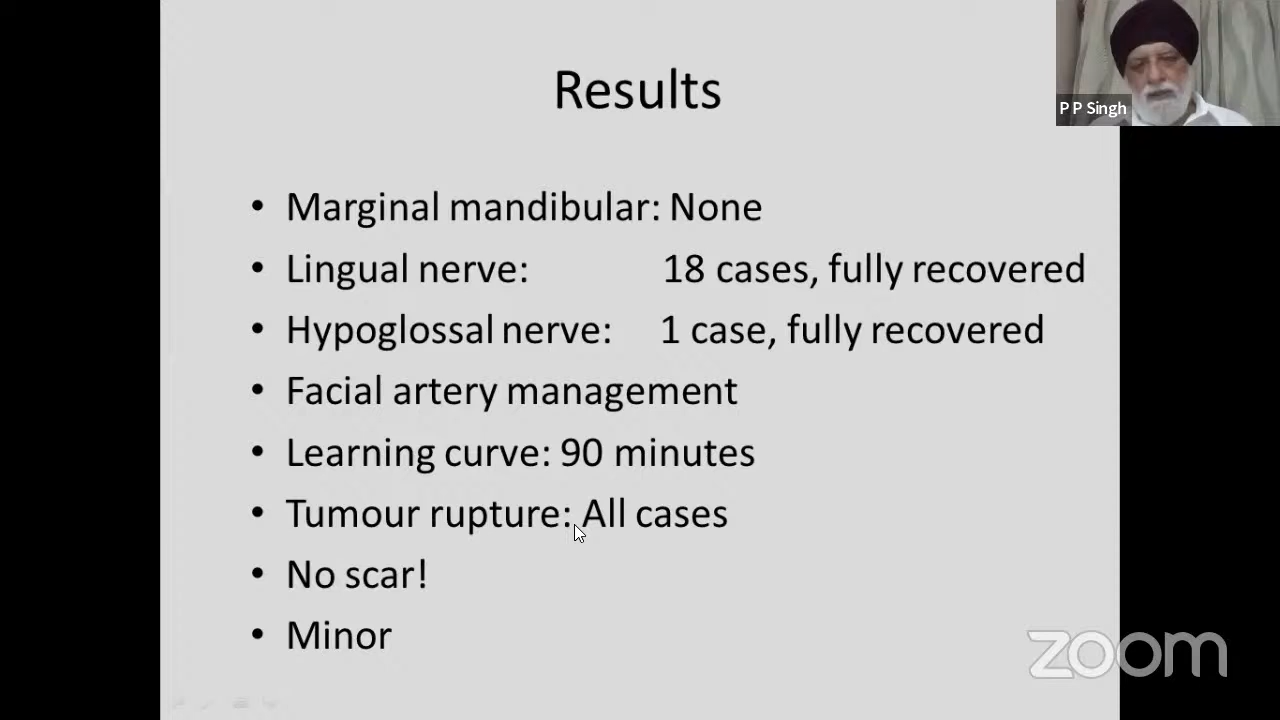 Results
P P Singh
• Marginal mandibular: None
• Lingual nerve: 18 cases, fully recovered
• Hypoglossal nerve: 1 case, fully recovered
• Facial artery management
• Learning curve: 90 minutes
• Tumour rupture: All cases
• No scar!
• Minor
zoom